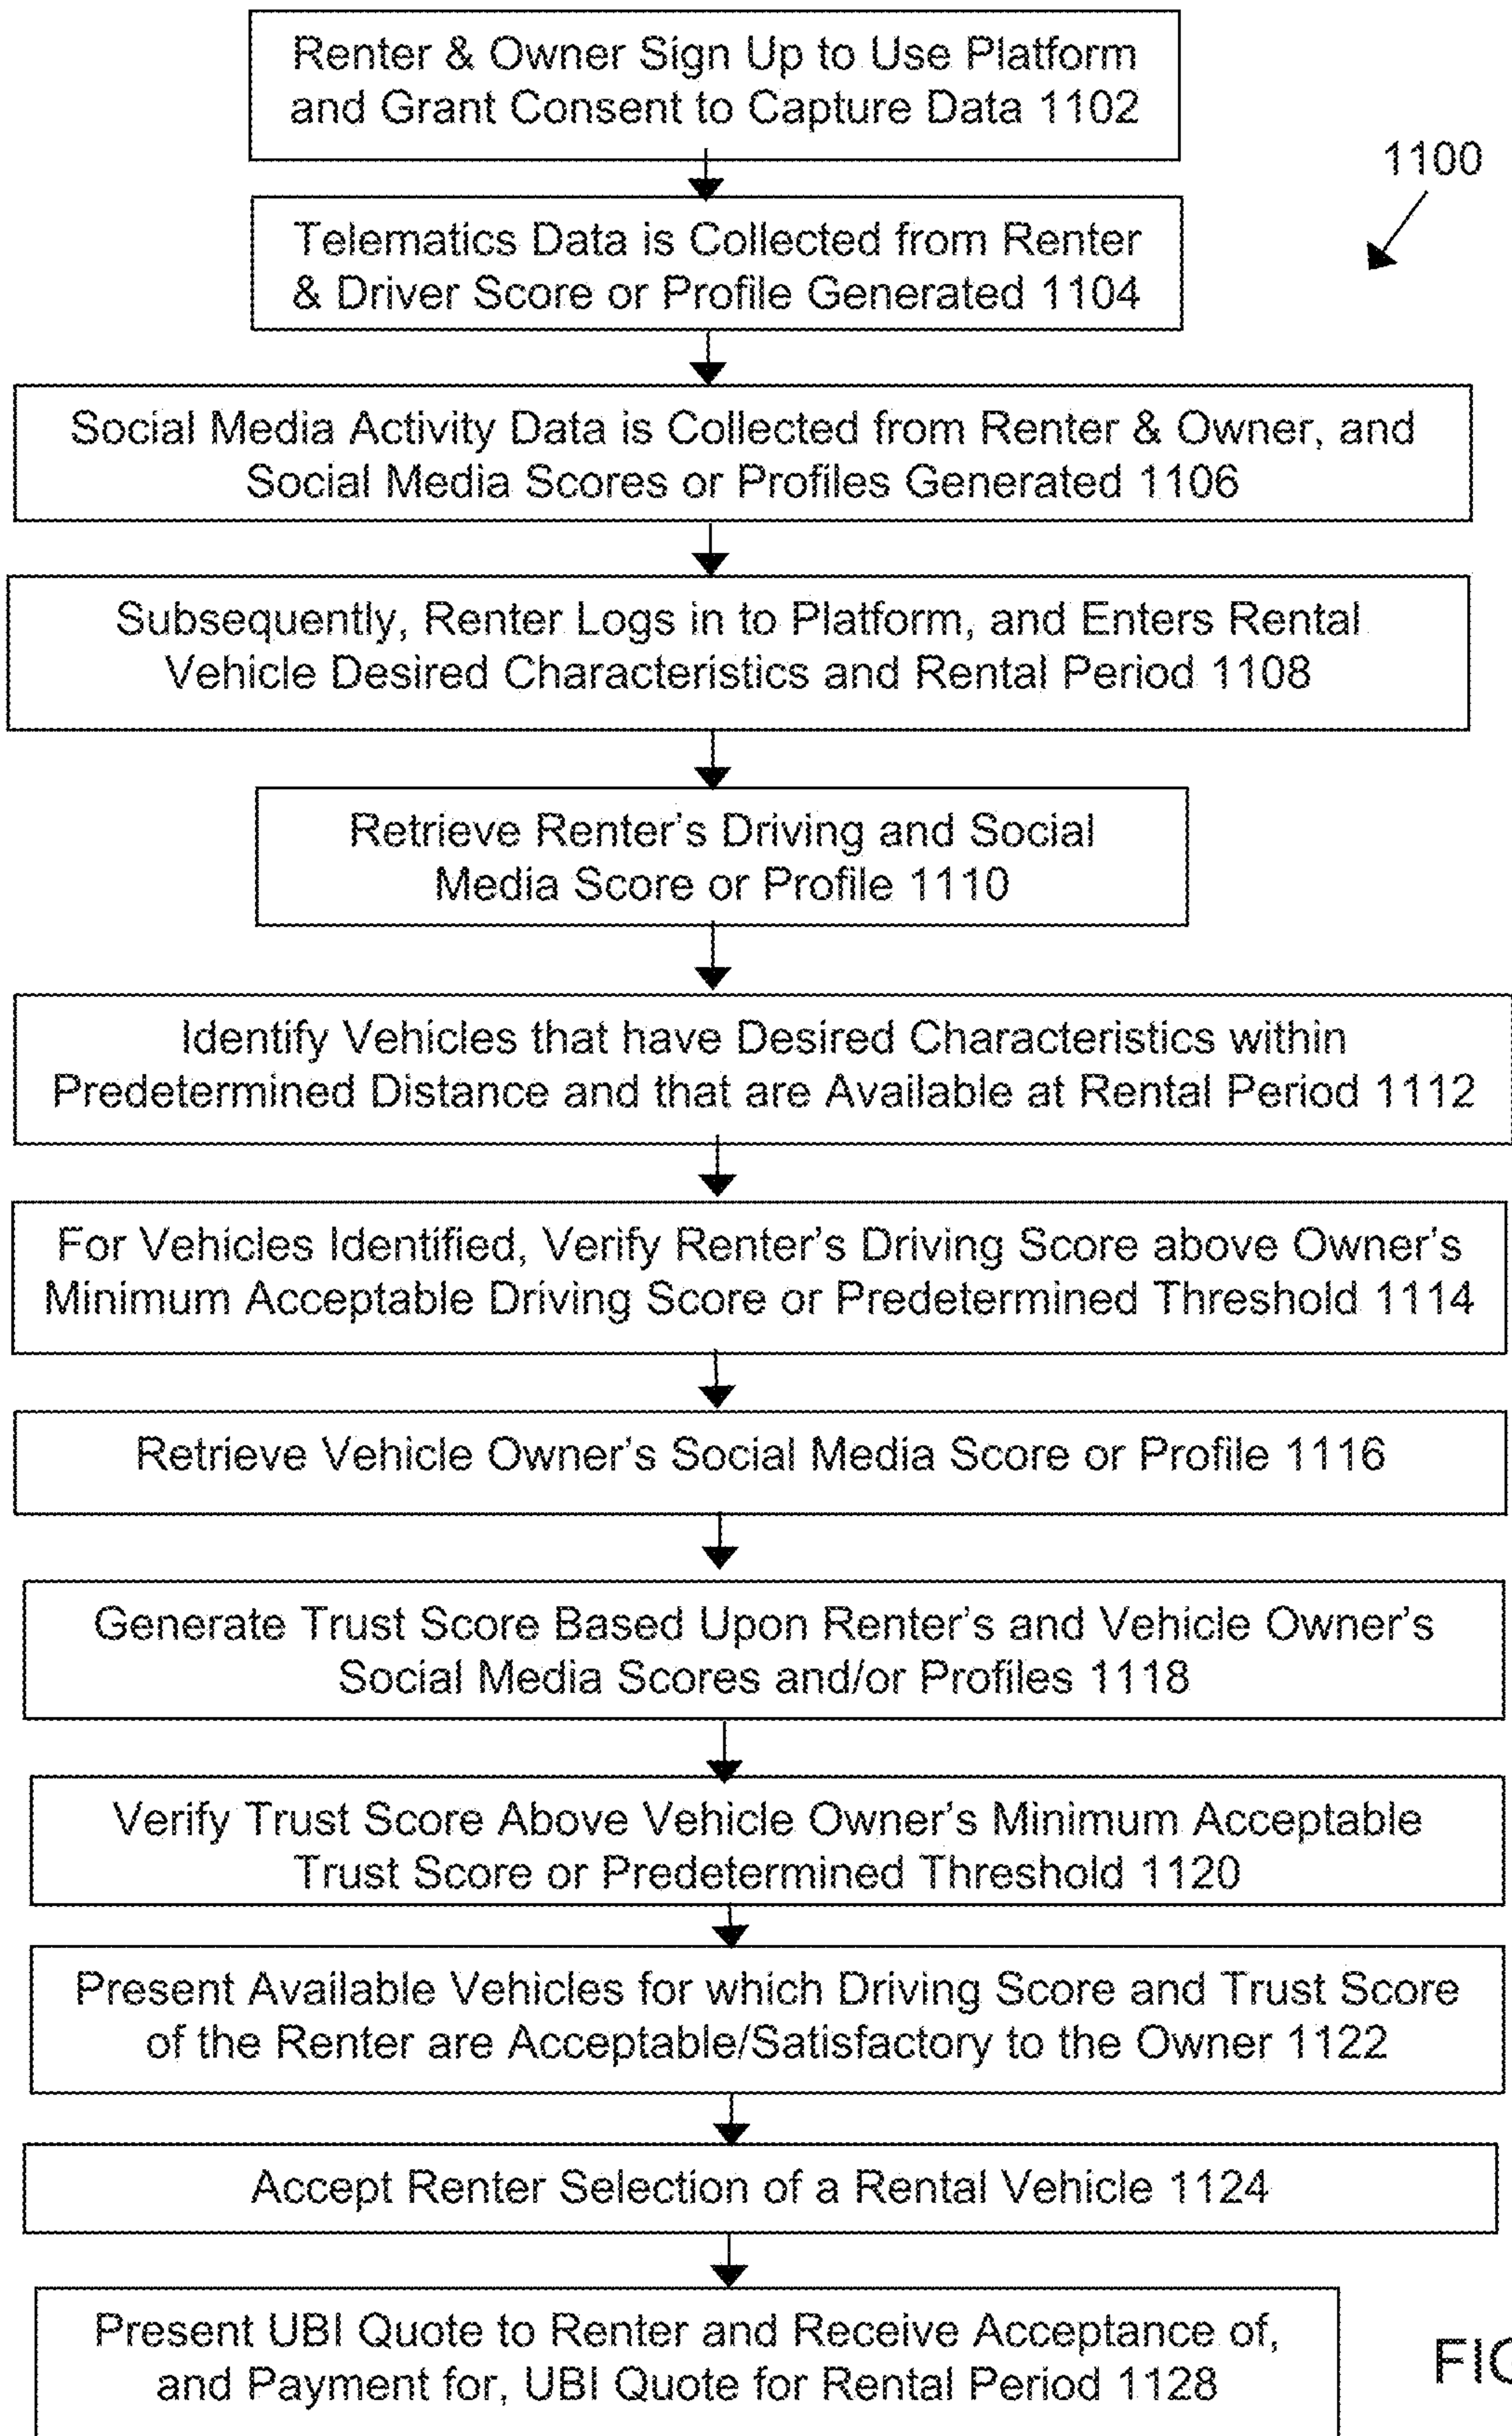 Renter & Owner Sign Up to Use Platform
and Grant Consent to Capture Data 1102
1100
Telematics Data is Collected from Renter
& Driver Score or Profile Generated 1104
Social Media Activity Data is Collected from Renter & Owner, and
Social Media Scores or Profiles Generated 1106
Subsequently, Renter Logs in to Platform, and Enters Rental
Vehicle Desired Characteristics and Rental Period 1108
Retrieve Renter's Driving and Social
Media Score or Profile 1110
Identify Vehicles that have Desired Characteristics within
Predetermined Distance and that are Available at Rental Period 1112
For Vehicles Identified, Verify Renter's Driving Score above Owner's
Minimum Acceptable Driving Score or Predetermined Threshold 1114
Retrieve Vehicle Owner's Social Media Score or Profile 1116
Generate Trust Score Based Upon Renter's and Vehicle Owner's
Social Media Scores and/or Profiles 1118
Verify Trust Score Above Vehicle Owner's Minimum Acceptable
Trust Score or Predetermined Threshold 1120
Present Available Vehicles for which Driving Score and Trust Score
of the Renter are Acceptable/Satisfactory to the Owner 1122
Accept Renter Selection of a Rental Vehicle 1124
Present UBI Quote to Renter and Receive Acceptance of,
and Payment for, UBI Quote for Rental Period 1128